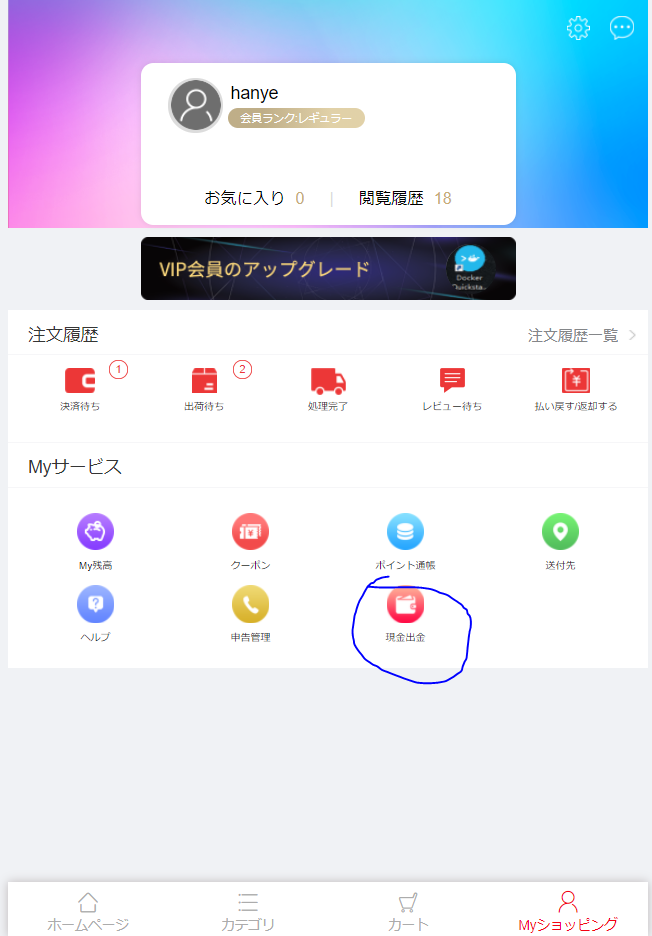 hanye
会員ランク:レギュラー
お気に入り 0 | 閲覧履歴 18
VIP会員のアップグレード
Docker
Quicksta..
注文履歴
注文履歴一覧 >
1
2
決済待ち
出荷待ち
処理完了
レビュー待ち
払い戻す/返却する
Myサービス
My残高
クーポン
ポイント通帳
送付先
ヘルプ
申告管理
現金出金
ホームページ
カテゴリ
カート
Myショッピング